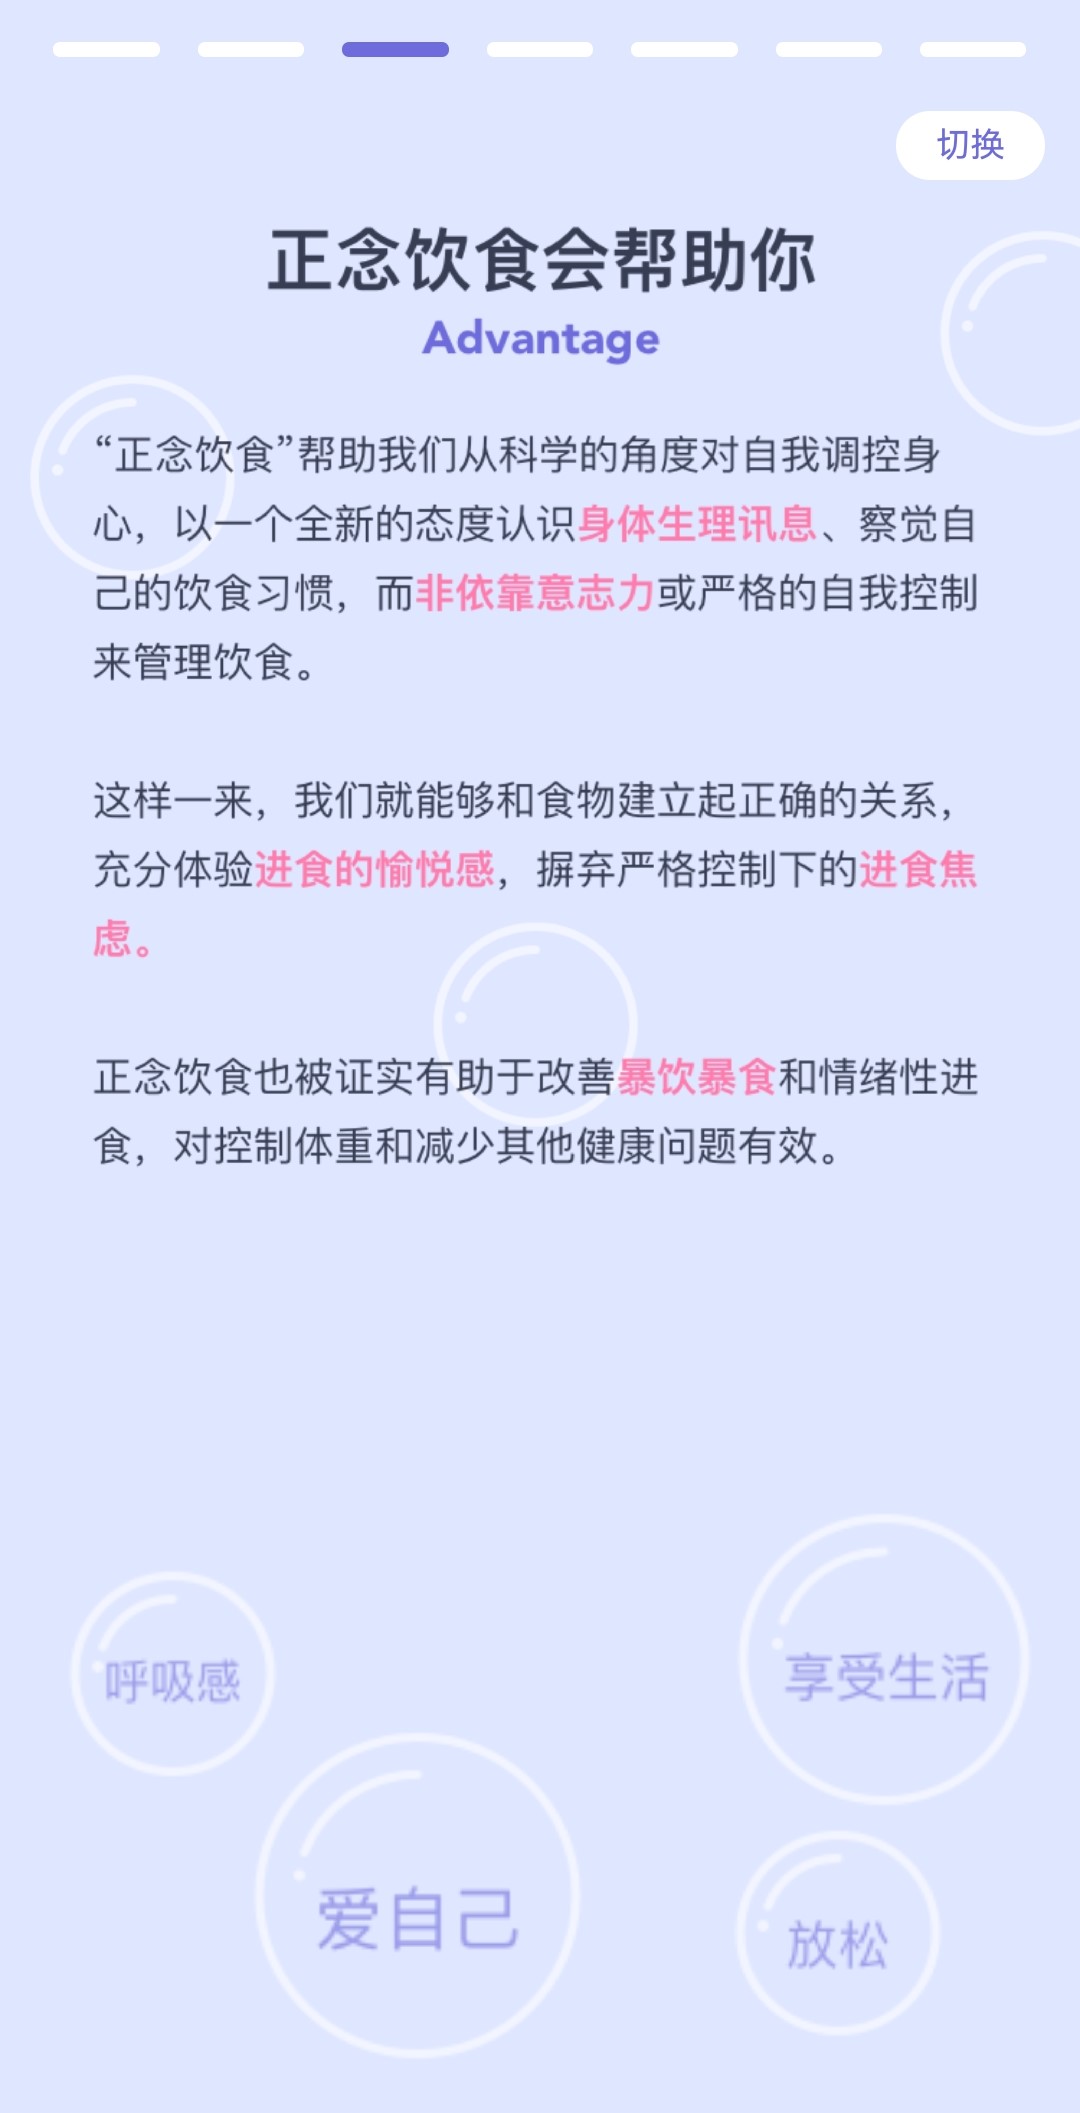 切换
正念饮食会帮助你
Advantage
“正念饮食”帮助我们从科学的角度对自我调控身
心，以一个全新的态度认识身体生理讯息、察觉自
己的饮食习惯，而非依靠意志力或严格的自我控制
来管理饮食。
这样一来，我们就能够和食物建立起正确的关系，
充分体验进食的愉悦感，摒弃严格控制下的进食焦
虑。
正念饮食也被证实有助于改善暴饮暴食和情绪性进
食，对控制体重和减少其他健康问题有效。
呼吸感
享受生活
爱自己
放松